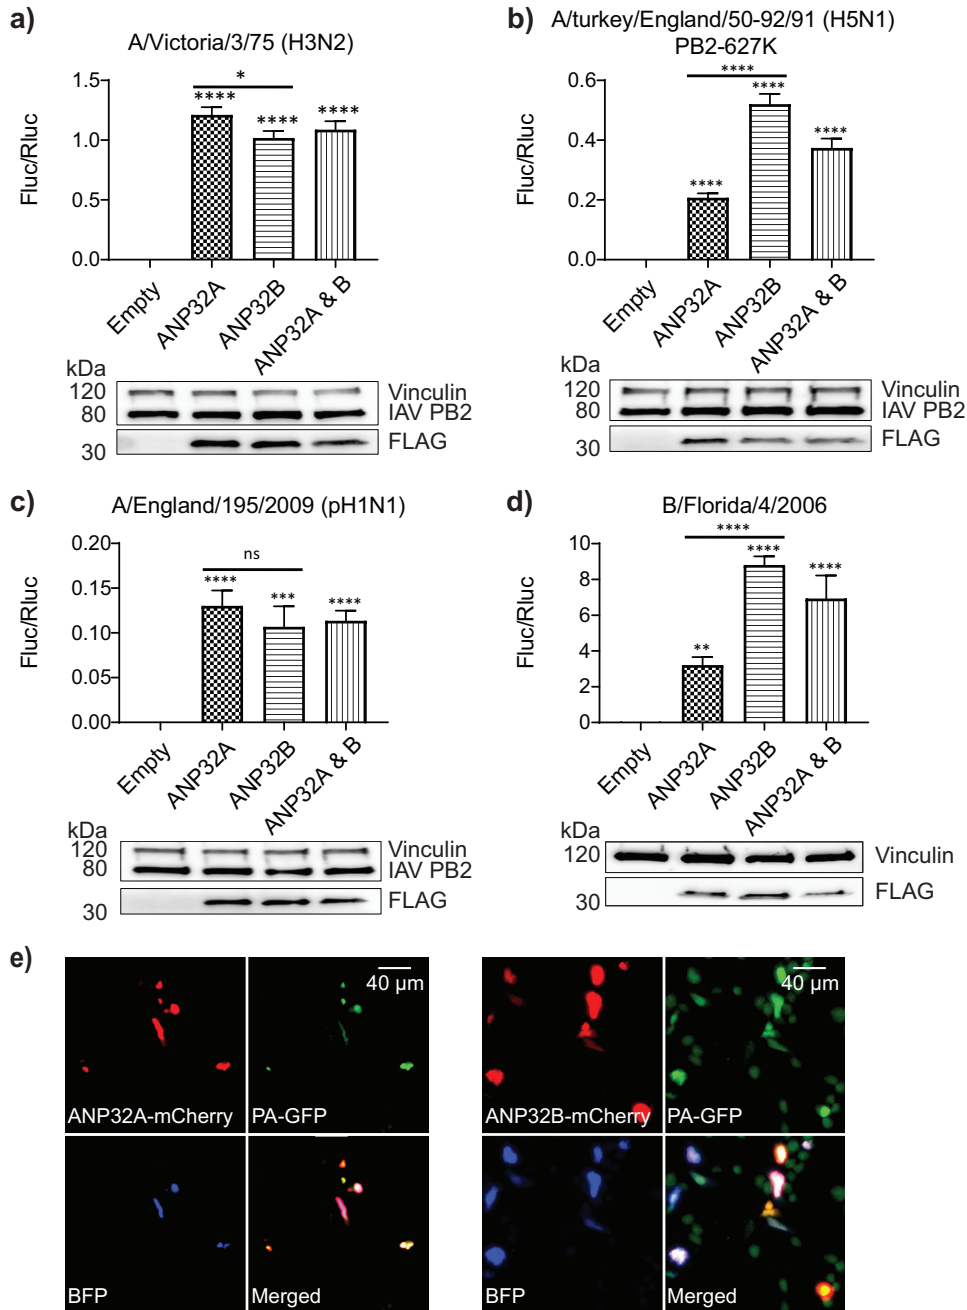 a)
A/Victoria/3/75 (H3N2)
Fluc/Rluc
1.5
1.0
0.5
0.0
*
****
****
****
Empty
ANP32A
ANP32B
ANP32A & B
kDa
120
80
30
Vinculin
IAV PB2
FLAG
b)
A/turkey/England/50-92/91 (H5N1)
PB2-627K
Fluc/Rluc
0.6
0.4
0.2
0.0
****
****
****
****
Empty
ANP32A
ANP32B
ANP32A & B
kDa
120
80
30
Vinculin
IAV PB2
FLAG
c)
A/England/195/2009 (pH1N1)
Fluc/Rluc
0.20
0.15
0.10
0.05
0.00
ns
****
***
****
Empty
ANP32A
ANP32B
ANP32A & B
kDa
120
80
30
Vinculin
IAV PB2
FLAG
d)
B/Florida/4/2006
Fluc/Rluc
10
8
6
4
2
0
****
**
****
****
Empty
ANP32A
ANP32B
ANP32A & B
kDa
120
30
Vinculin
FLAG
e)
40 µm
ANP32A-mCherry
PA-GFP
BFP
Merged
40 µm
ANP32B-mCherry
PA-GFP
BFP
Merged